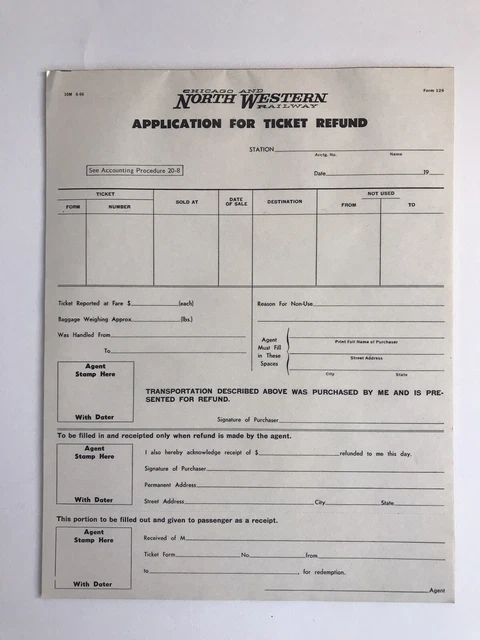 10M 6-65
Form 124
CHICAGO AND
NORTH WESTERN
RAILWAY
APPLICATION FOR TICKET REFUND
STATION
Acctg. No. Name
See Accounting Procedure 20-8
Date 19
TICKET
NOT USED
FORM NUMBER SOLD AT DATE OF SALE DESTINATION FROM TO
Ticket Reported at Fare $ (each)
Baggage Weighing Approx. (lbs.)
Was Handled From
To
Reason For Non-Use
Agent
Must Fill
in These
Spaces
Print Full Name of Purchaser
Street Address
City State
Agent
Stamp Here
With Dater
TRANSPORTATION DESCRIBED ABOVE WAS PURCHASED BY ME AND IS PRE-
SENTED FOR REFUND.
Signature of Purchaser
To be filled in and receipted only when refund is made by the agent.
Agent
Stamp Here
With Dater
I also hereby acknowledge receipt of $ refunded to me this day.
Signature of Purchaser
Permanent Address
Street Address City State
This portion to be filled out and given to passenger as a receipt.
Agent
Stamp Here
With Dater
Received of M
Ticket Form No. from
to , for redemption.
Agent